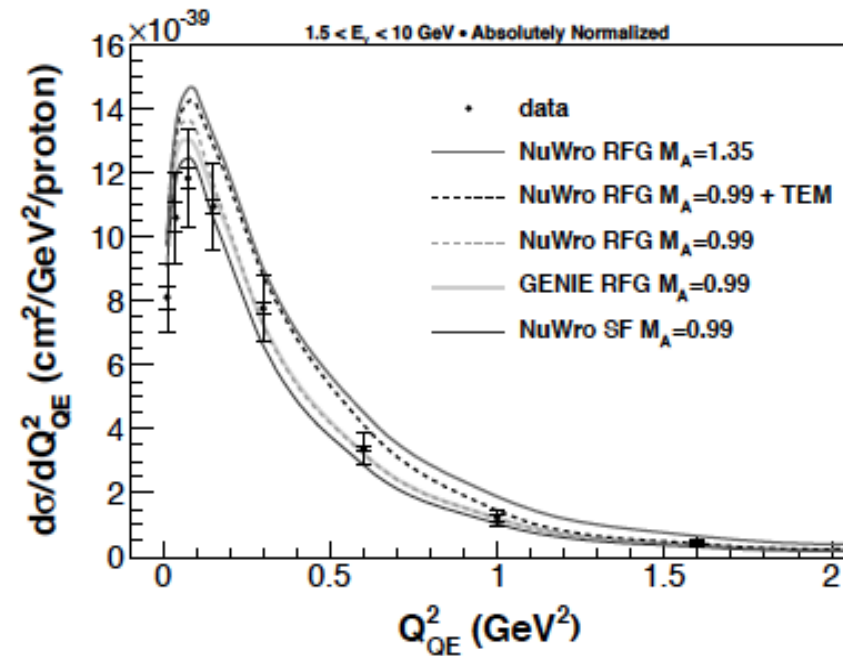 ×10⁻³⁹
1.5 < Eᵥ < 10 GeV • Absolutely Normalized
16
14
12
10
8
6
4
2
0
dσ/dQ²_QE (cm²/GeV²/proton)
data
NuWro RFG M_A=1.35
NuWro RFG M_A=0.99 + TEM
NuWro RFG M_A=0.99
GENIE RFG M_A=0.99
NuWro SF M_A=0.99
0 0.5 1 1.5 2
Q²_QE (GeV²)